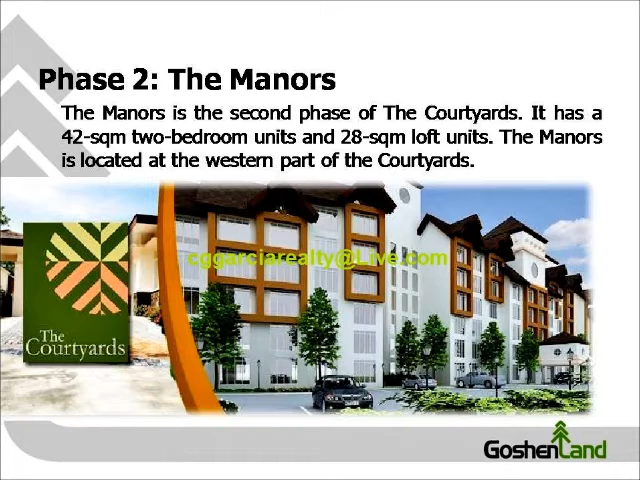 Phase 2: The Manors
The Manors is the second phase of The Courtyards. It has a
42-sqm two-bedroom units and 28-sqm loft units. The Manors
is located at the western part of the Courtyards.
cggarciarealty@Live.com
The
Courtyards
GoshenLand